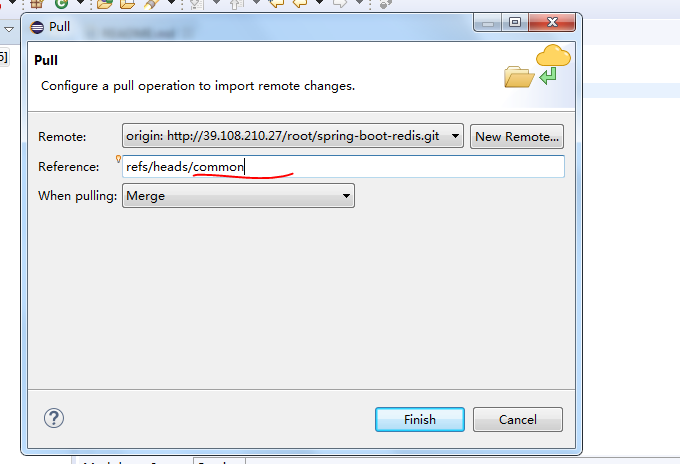 Pull
Pull
Configure a pull operation to import remote changes.
Remote: origin: http://39.108.210.27/root/spring-boot-redis.git New Remote...
Reference: refs/heads/common
When pulling: Merge
? Finish Cancel